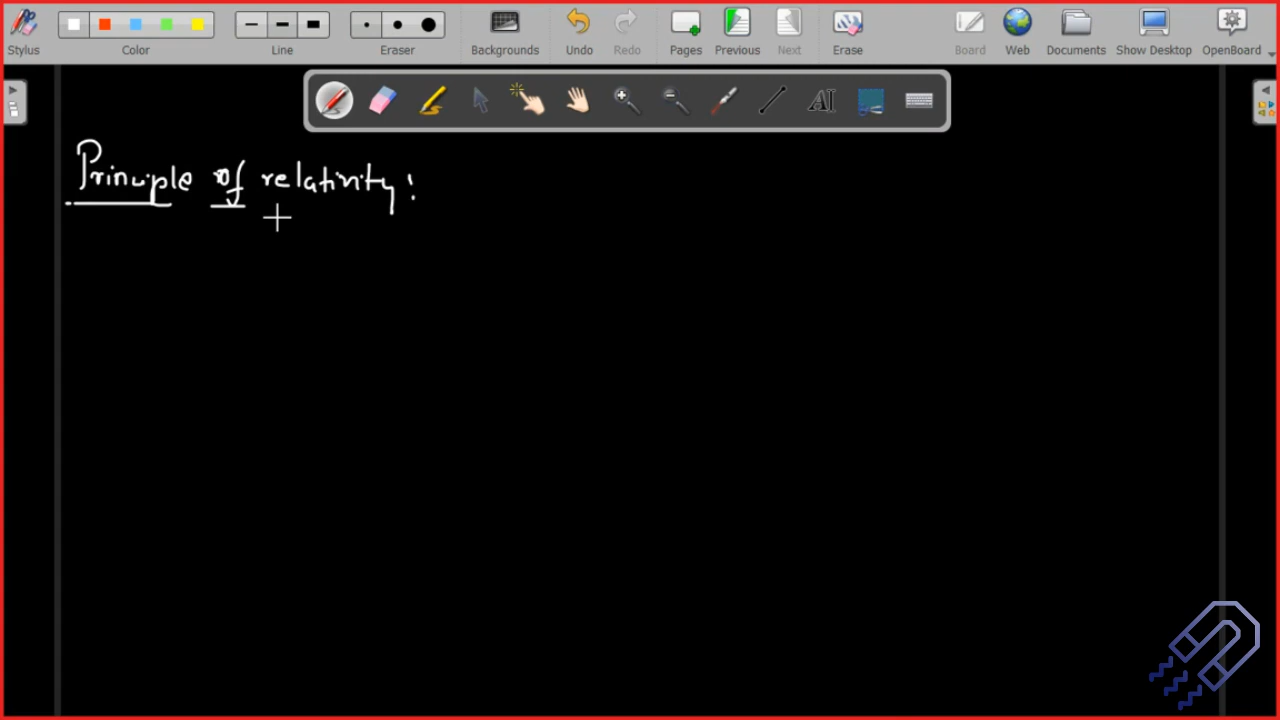 Stylus
Color
Line
Eraser
Backgrounds
Undo
Redo
Pages
Previous
Next
Erase
Board
Web
Documents
Show Desktop
OpenBoard
AI
Principle of relativity: